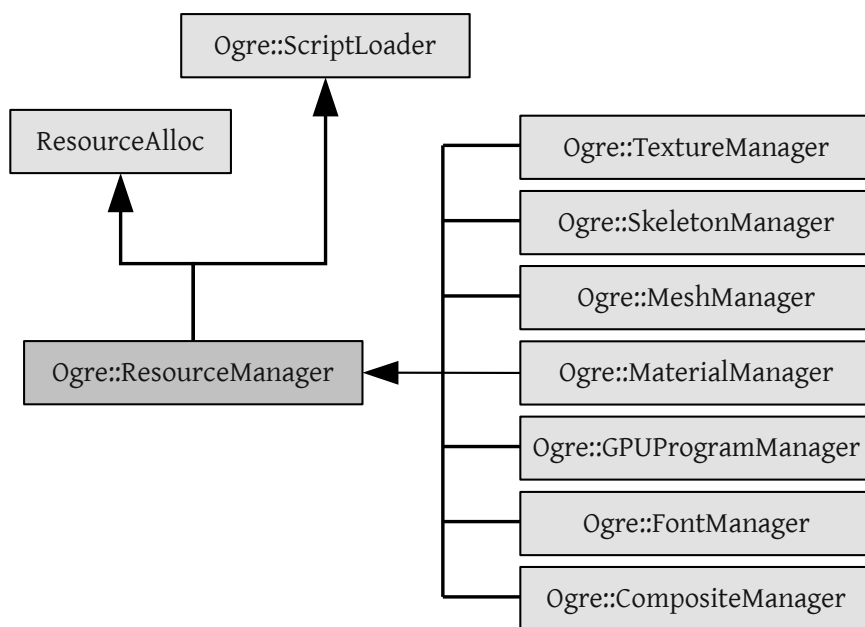 Ogre::ScriptLoader
ResourceAlloc
Ogre::TextureManager
Ogre::SkeletonManager
Ogre::MeshManager
Ogre::ResourceManager
Ogre::MaterialManager
Ogre::GPUProgramManager
Ogre::FontManager
Ogre::CompositeManager